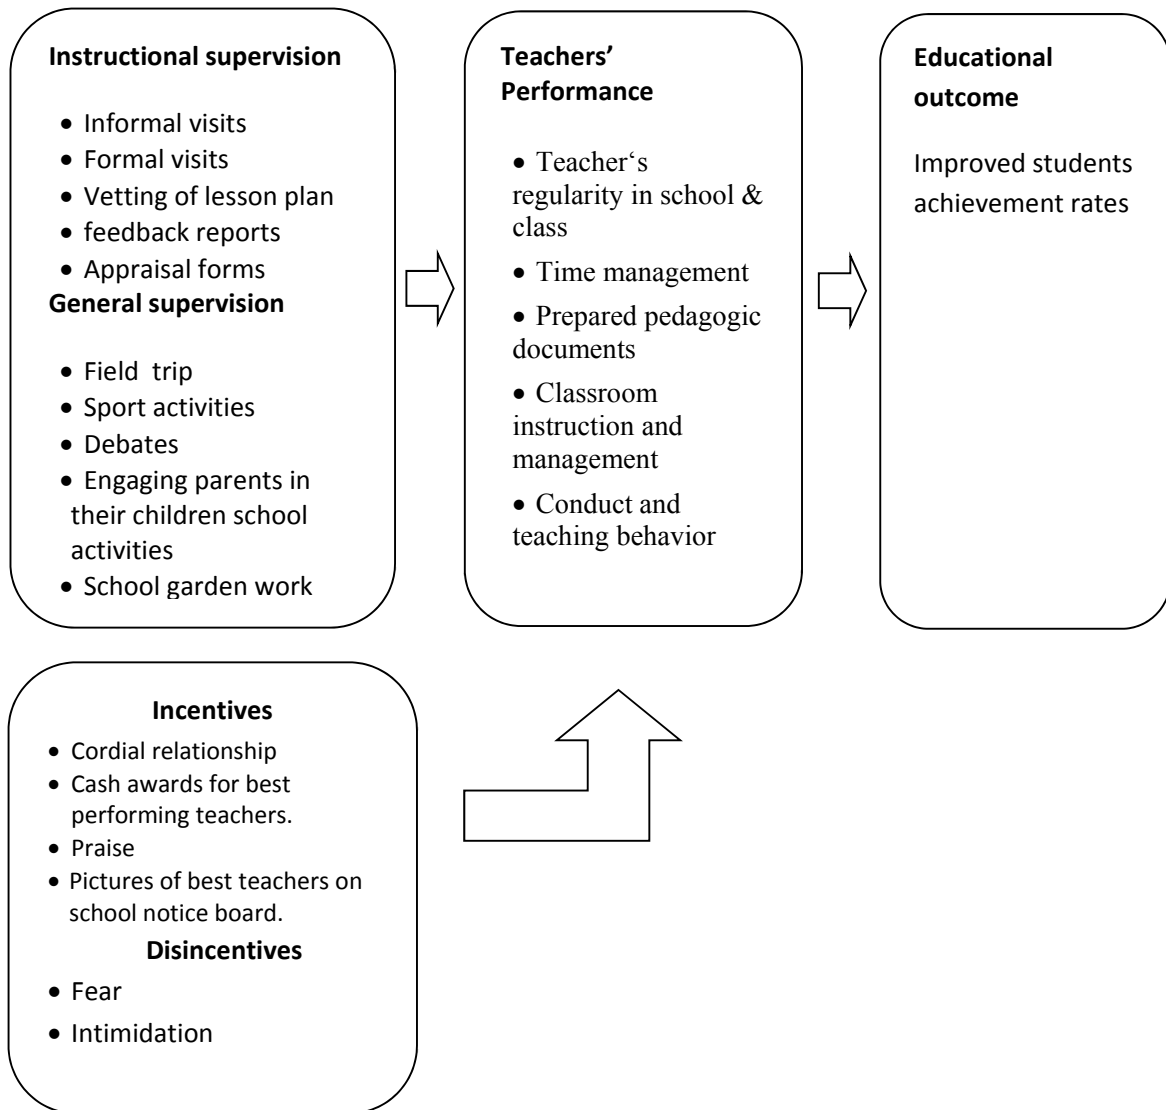 Instructional supervision
• Informal visits
• Formal visits
• Vetting of lesson plan
• feedback reports
• Appraisal forms
General supervision
• Field  trip
• Sport activities
• Debates
• Engaging parents in
their children school
activities
• School garden work
Teachers’
Performance
• Teacher‘s
regularity in school &
class
• Time management
• Prepared pedagogic
documents
• Classroom
instruction and
management
• Conduct and
teaching behavior
Educational
outcome
Improved students
achievement rates
Incentives
• Cordial relationship
• Cash awards for best
performing teachers.
• Praise
• Pictures of best teachers on
school notice board.
Disincentives
• Fear
• Intimidation